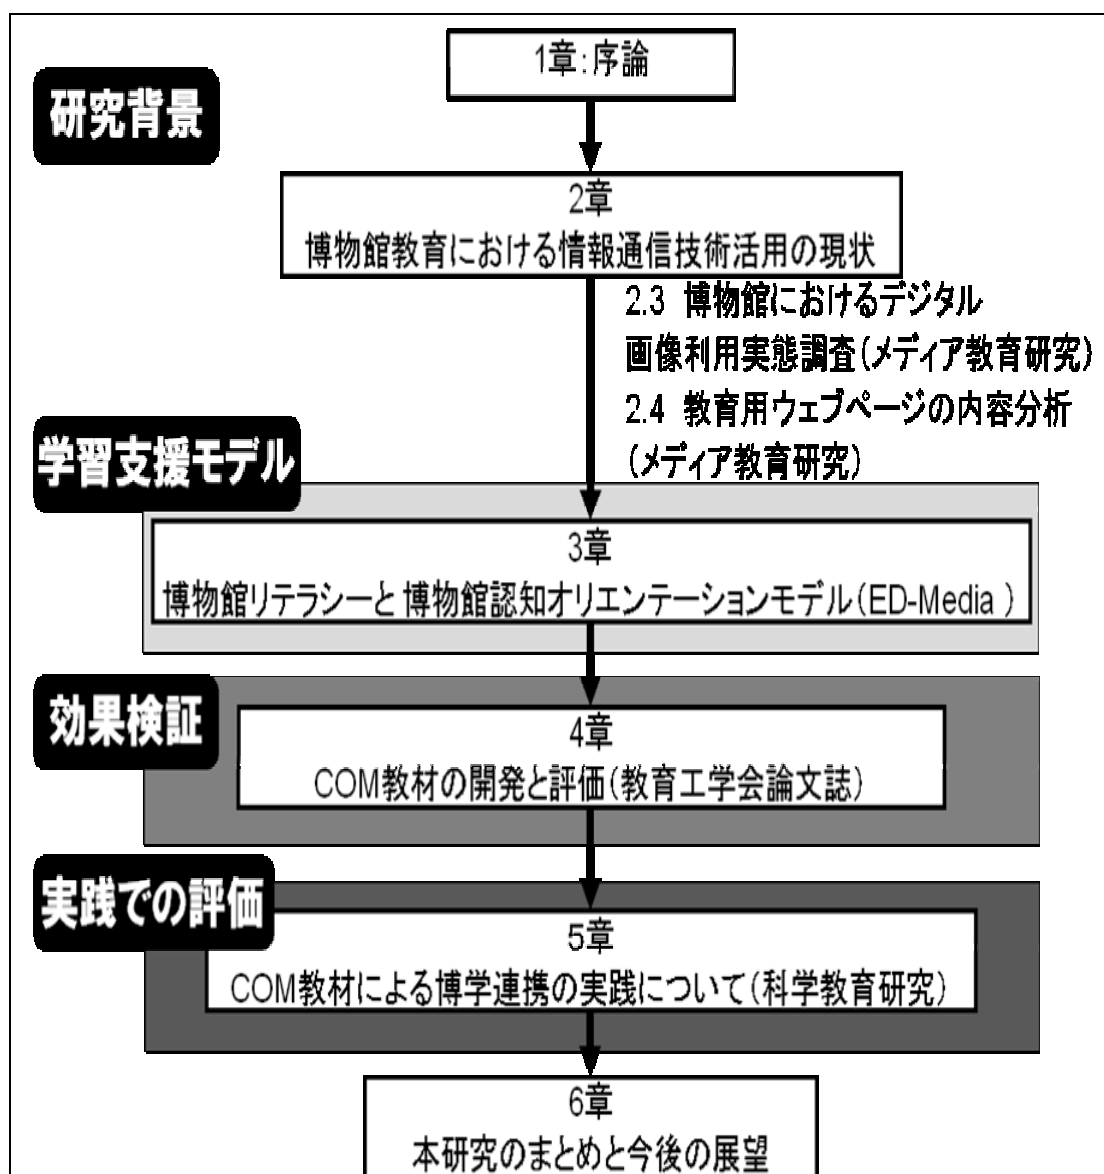 1章:序論
研究背景
2章
博物館教育における情報通信技術活用の現状
2.3 博物館におけるデジタル
画像利用実態調査(メディア教育研究)
2.4 教育用ウェブページの内容分析
(メディア教育研究)
学習支援モデル
3章
博物館リテラシーと博物館認知オリエンテーションモデル(ED-Media )
効果検証
4章
COM教材の開発と評価(教育工学会論文誌)
実践での評価
5章
COM教材による博学連携の実践について(科学教育研究)
6章
本研究のまとめと今後の展望